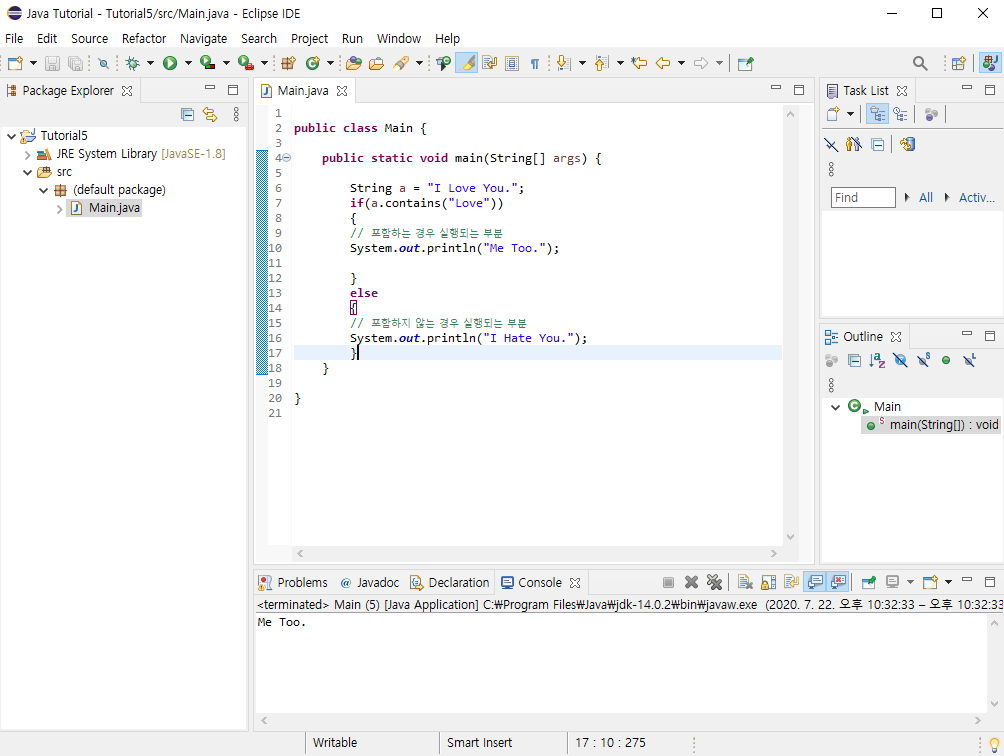 Java Tutorial - Tutorial5/src/Main.java - Eclipse IDE
File Edit Source Refactor Navigate Search Project Run Window Help
Package Explorer
Tutorial5
JRE System Library [JavaSE-1.8]
src
(default package)
Main.java
Main.java
1
2 public class Main {
3
4 public static void main(String[] args) {
5
6 String a = "I Love You.";
7 if(a.contains("Love"))
8 {
9 // 포함하는 경우 실행되는 부분
10 System.out.println("Me Too.");
11
12 }
13 else
14 {
15 // 포함하지 않는 경우 실행되는 부분
16 System.out.println("I Hate You.");
17 }
18 }
19
20 }
21
Task List
Find All Activ...
Outline
Main
main(String[]) : void
Problems @ Javadoc Declaration Console
<terminated> Main (5) [Java Application] C:₩Program Files₩Java₩jdk-14.0.2₩bin₩javaw.exe (2020. 7. 22. 오후 10:32:33 – 오후 10:32:33
Me Too.
Writable Smart Insert 17 : 10 : 275